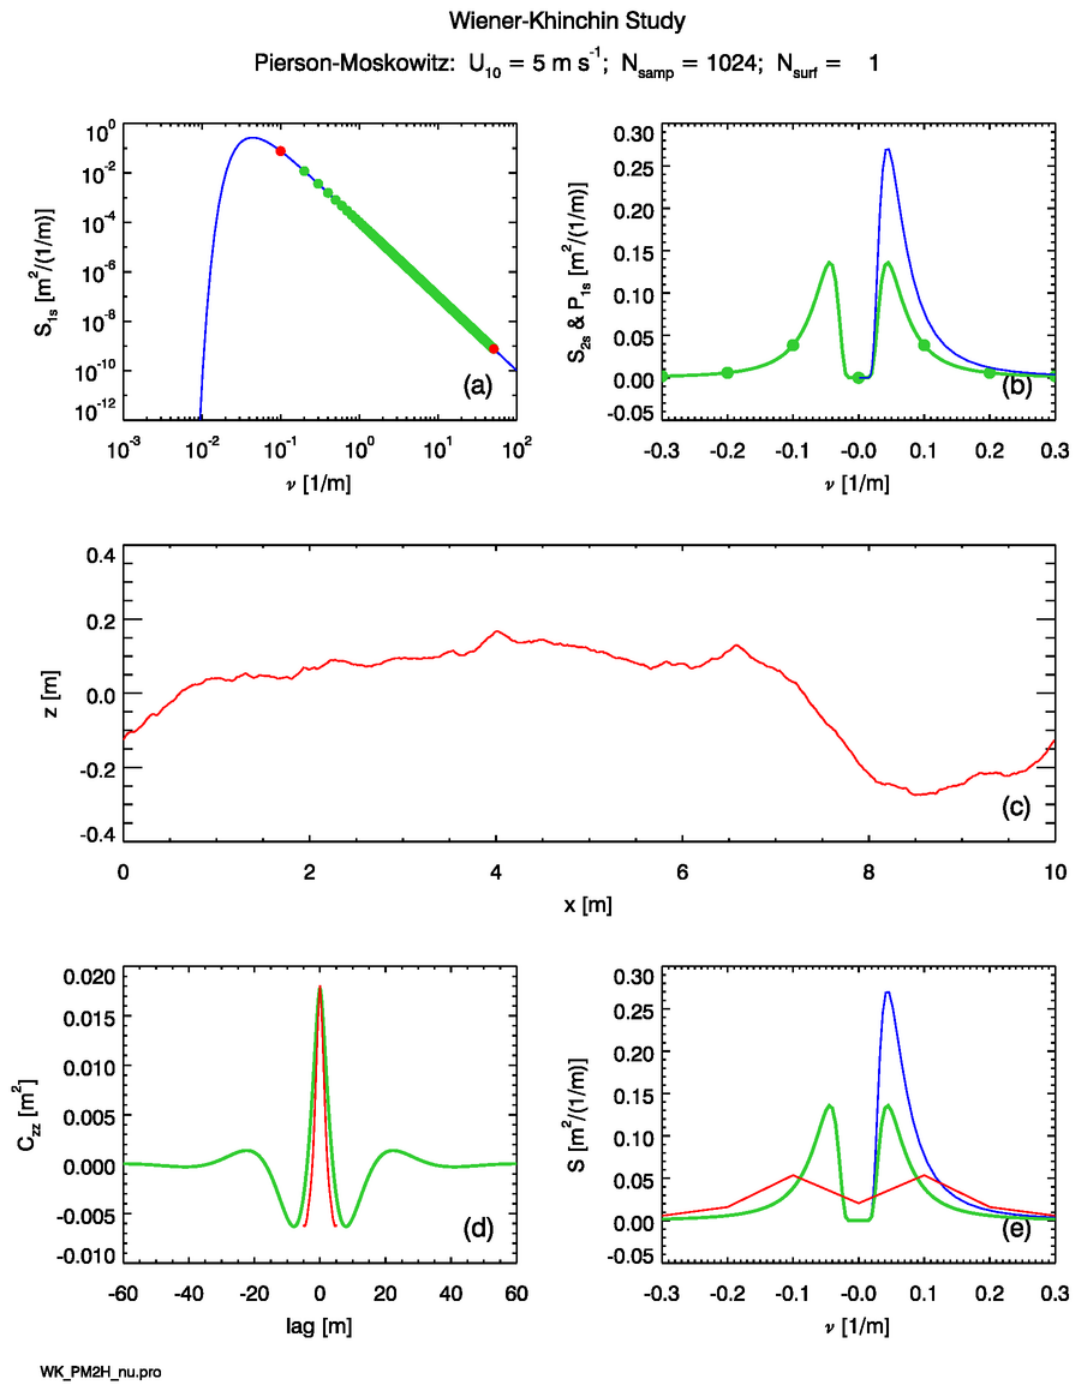 Wiener-Khinchin Study
Pierson-Moskowitz: U₁₀ = 5 m s⁻¹; Nsamp = 1024; Nsurf = 1
10⁰
10⁻²
10⁻⁴
10⁻⁶
10⁻⁸
10⁻¹⁰
10⁻¹²
S₁ₛ [m²/(1/m)]
(a)
10⁻³ 10⁻² 10⁻¹ 10⁰ 10¹ 10²
ν [1/m]
0.30
0.25
0.20
0.15
0.10
0.05
0.00
-0.05
S₂ₛ & P₁ₛ [m²/(1/m)]
(b)
-0.3 -0.2 -0.1 -0.0 0.1 0.2 0.3
ν [1/m]
0.4
0.2
0.0
-0.2
-0.4
z [m]
(c)
0 2 4 6 8 10
x [m]
0.020
0.015
0.010
0.005
0.000
-0.005
-0.010
Czz [m²]
(d)
-60 -40 -20 0 20 40 60
lag [m]
0.30
0.25
0.20
0.15
0.10
0.05
0.00
-0.05
S [m²/(1/m)]
(e)
-0.3 -0.2 -0.1 -0.0 0.1 0.2 0.3
ν [1/m]
WK_PM2H_nu.pro